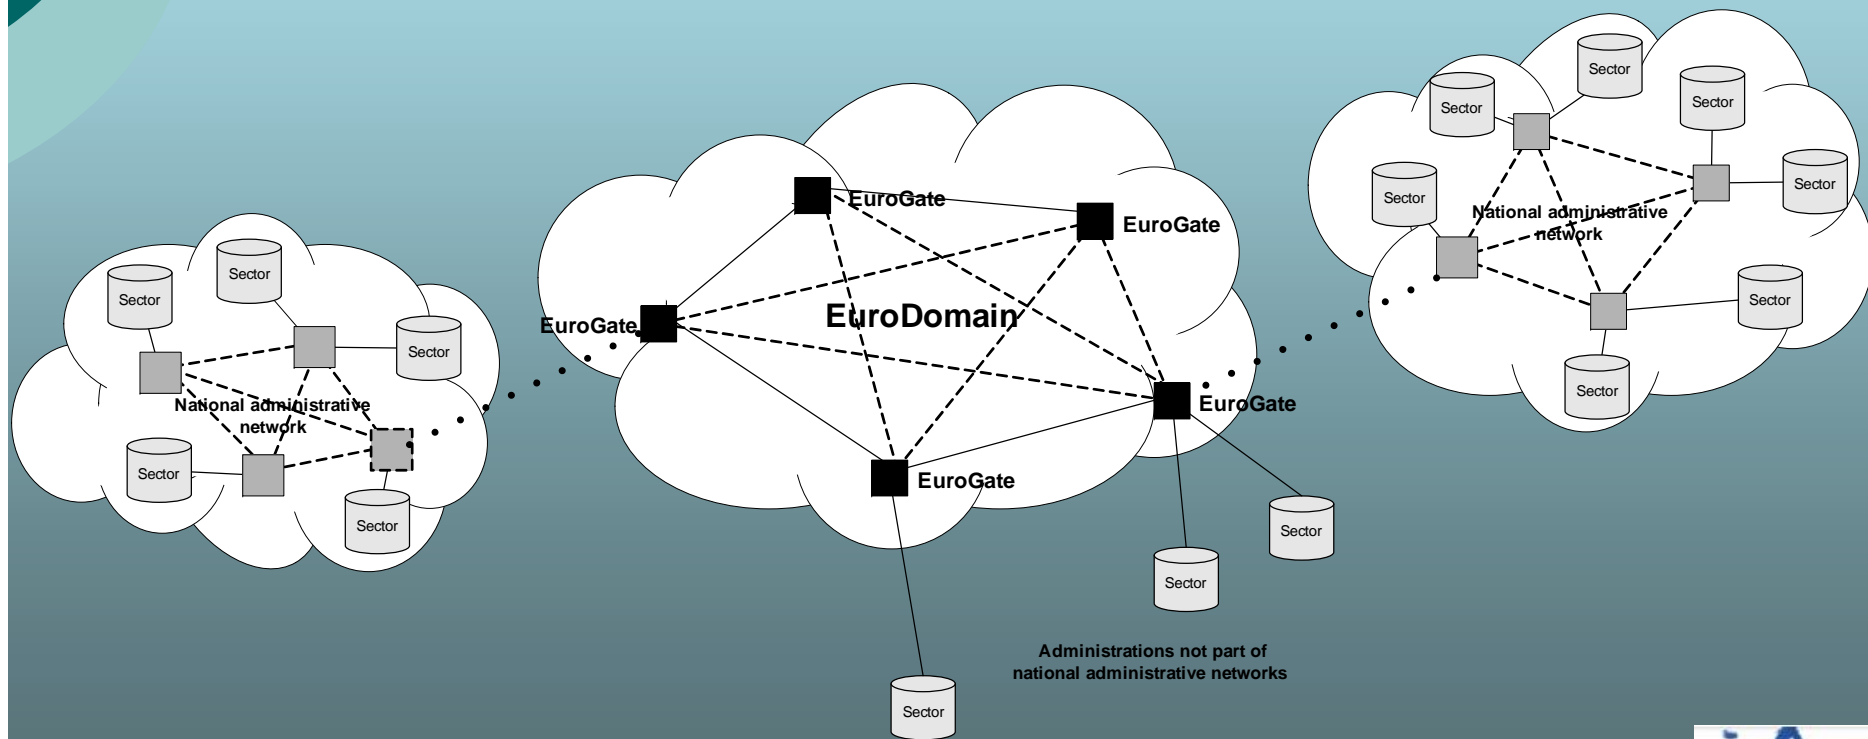 Sector
Sector
Sector
Sector
Sector
National administrative
network
EuroGate
EuroGate
EuroGate
EuroDomain
EuroGate
EuroGate
Sector
Sector
Sector
Administrations not part of
national administrative networks
Sector
Sector
Sector
Sector
Sector
National administrative
network
Sector
Sector